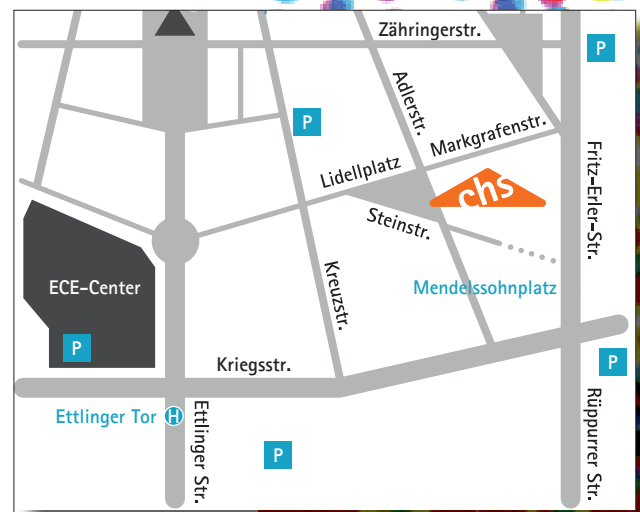 Zähringerstr.
P
Adlerstr.
P
Markgrafenstr.
Lidellplatz
Fritz-Erler-Str.
chs
Steinstr.
Kreuzstr.
ECE-Center
Mendelssohnplatz
P
Kriegsstr.
P
Ettlinger Tor H
Ettlinger Str.
Rüppurrer Str.
P